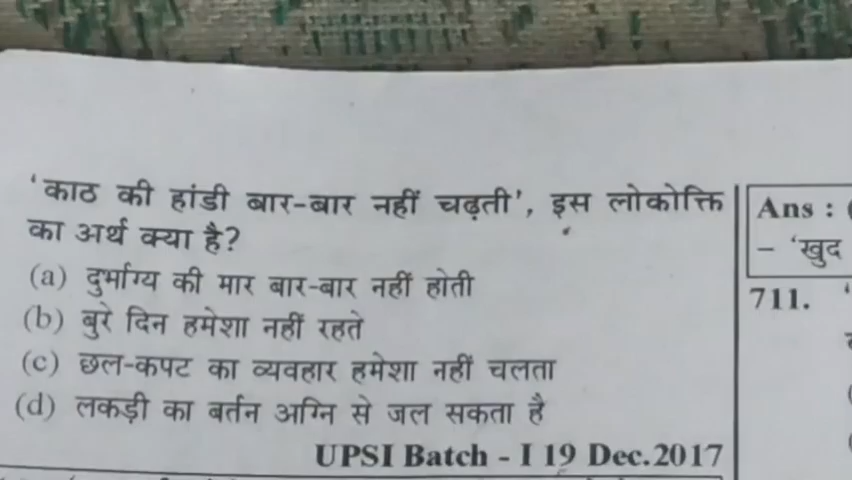 'काठ की हांडी बार-बार नहीं चढ़ती', इस लोकोक्ति
का अर्थ क्या है?
(a) दुर्भाग्य की मार बार-बार नहीं होती
(b) बुरे दिन हमेशा नहीं रहते
(c) छल-कपट का व्यवहार हमेशा नहीं चलता
(d) लकड़ी का बर्तन अग्नि से जल सकता है
UPSI Batch - I 19 Dec.2017
Ans : (
– 'खुद
711. '